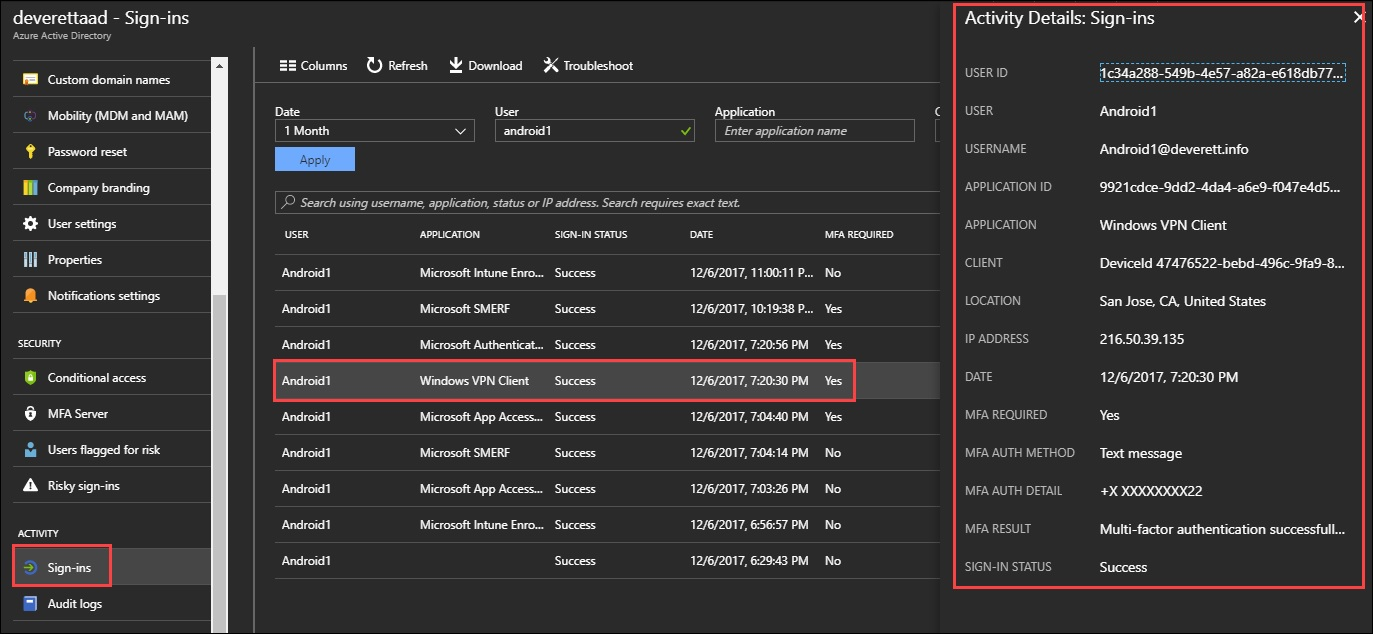 deverettaad - Sign-ins
Azure Active Directory
Custom domain names
Mobility (MDM and MAM)
Password reset
Company branding
User settings
Properties
Notifications settings
SECURITY
Conditional access
MFA Server
Users flagged for risk
Risky sign-ins
ACTIVITY
Sign-ins
Audit logs
Columns Refresh Download Troubleshoot
Date User Application
1 Month android1 Enter application name
Apply
Search using username, application, status or IP address. Search requires exact text.
USER APPLICATION SIGN-IN STATUS DATE MFA REQUIRED
Android1 Microsoft Intune Enro... Success 12/6/2017, 11:00:11 P... No
Android1 Microsoft SMERF Success 12/6/2017, 10:19:38 P... Yes
Android1 Microsoft Authenticat... Success 12/6/2017, 7:20:56 PM Yes
Android1 Windows VPN Client Success 12/6/2017, 7:20:30 PM Yes
Android1 Microsoft App Access... Success 12/6/2017, 7:04:40 PM Yes
Android1 Microsoft SMERF Success 12/6/2017, 7:04:14 PM No
Android1 Microsoft App Access... Success 12/6/2017, 7:03:26 PM No
Android1 Microsoft Intune Enro... Success 12/6/2017, 6:56:57 PM No
Android1 Success 12/6/2017, 6:29:43 PM No
Activity Details: Sign-ins
USER ID 1c34a288-549b-4e57-a82a-e618db77...
USER Android1
USERNAME Android1@deverett.info
APPLICATION ID 9921cdce-9dd2-4da4-a6e9-f047e4d5...
APPLICATION Windows VPN Client
CLIENT DeviceId 47476522-bebd-496c-9fa9-8...
LOCATION San Jose, CA, United States
IP ADDRESS 216.50.39.135
DATE 12/6/2017, 7:20:30 PM
MFA REQUIRED Yes
MFA AUTH METHOD Text message
MFA AUTH DETAIL +X XXXXXXXX22
MFA RESULT Multi-factor authentication successfull...
SIGN-IN STATUS Success